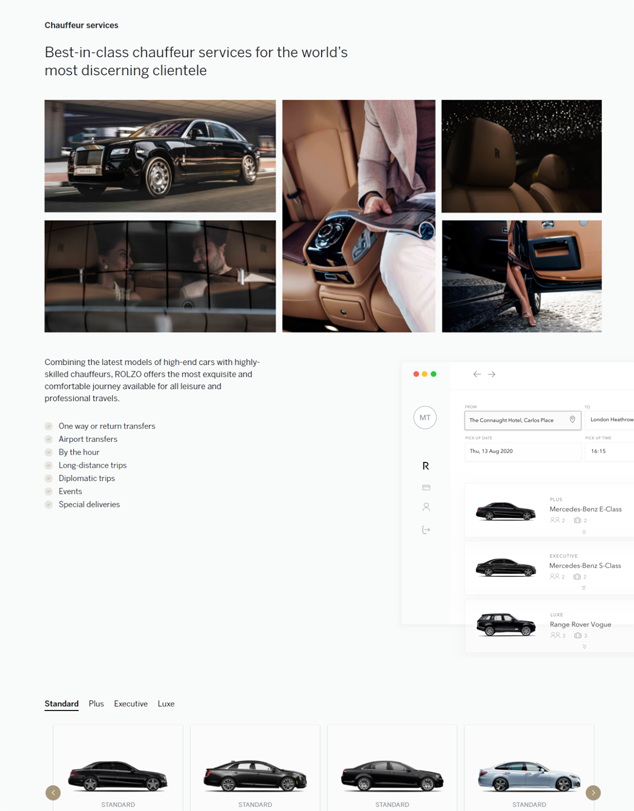 Chauffeur services
Best-in-class chauffeur services for the world's
most discerning clientele
Combining the latest models of high-end cars with highly-
skilled chauffeurs, ROLZO offers the most exquisite and
comfortable journey available for all leisure and
professional travels.
One way or return transfers
Airport transfers
By the hour
Long-distance trips
Diplomatic trips
Events
Special deliveries
MT
R
FROM
TO
The Connaught Hotel, Carlos Place
London Heathrow
PICK UP DATE
PICK UP TIME
Thu, 13 Aug 2020
16:15
PLUS
Mercedes-Benz E-Class
2 2
EXECUTIVE
Mercedes-Benz S-Class
2 2
LUXE
Range Rover Vogue
3 3
Standard Plus Executive Luxe
STANDARD STANDARD STANDARD STANDARD